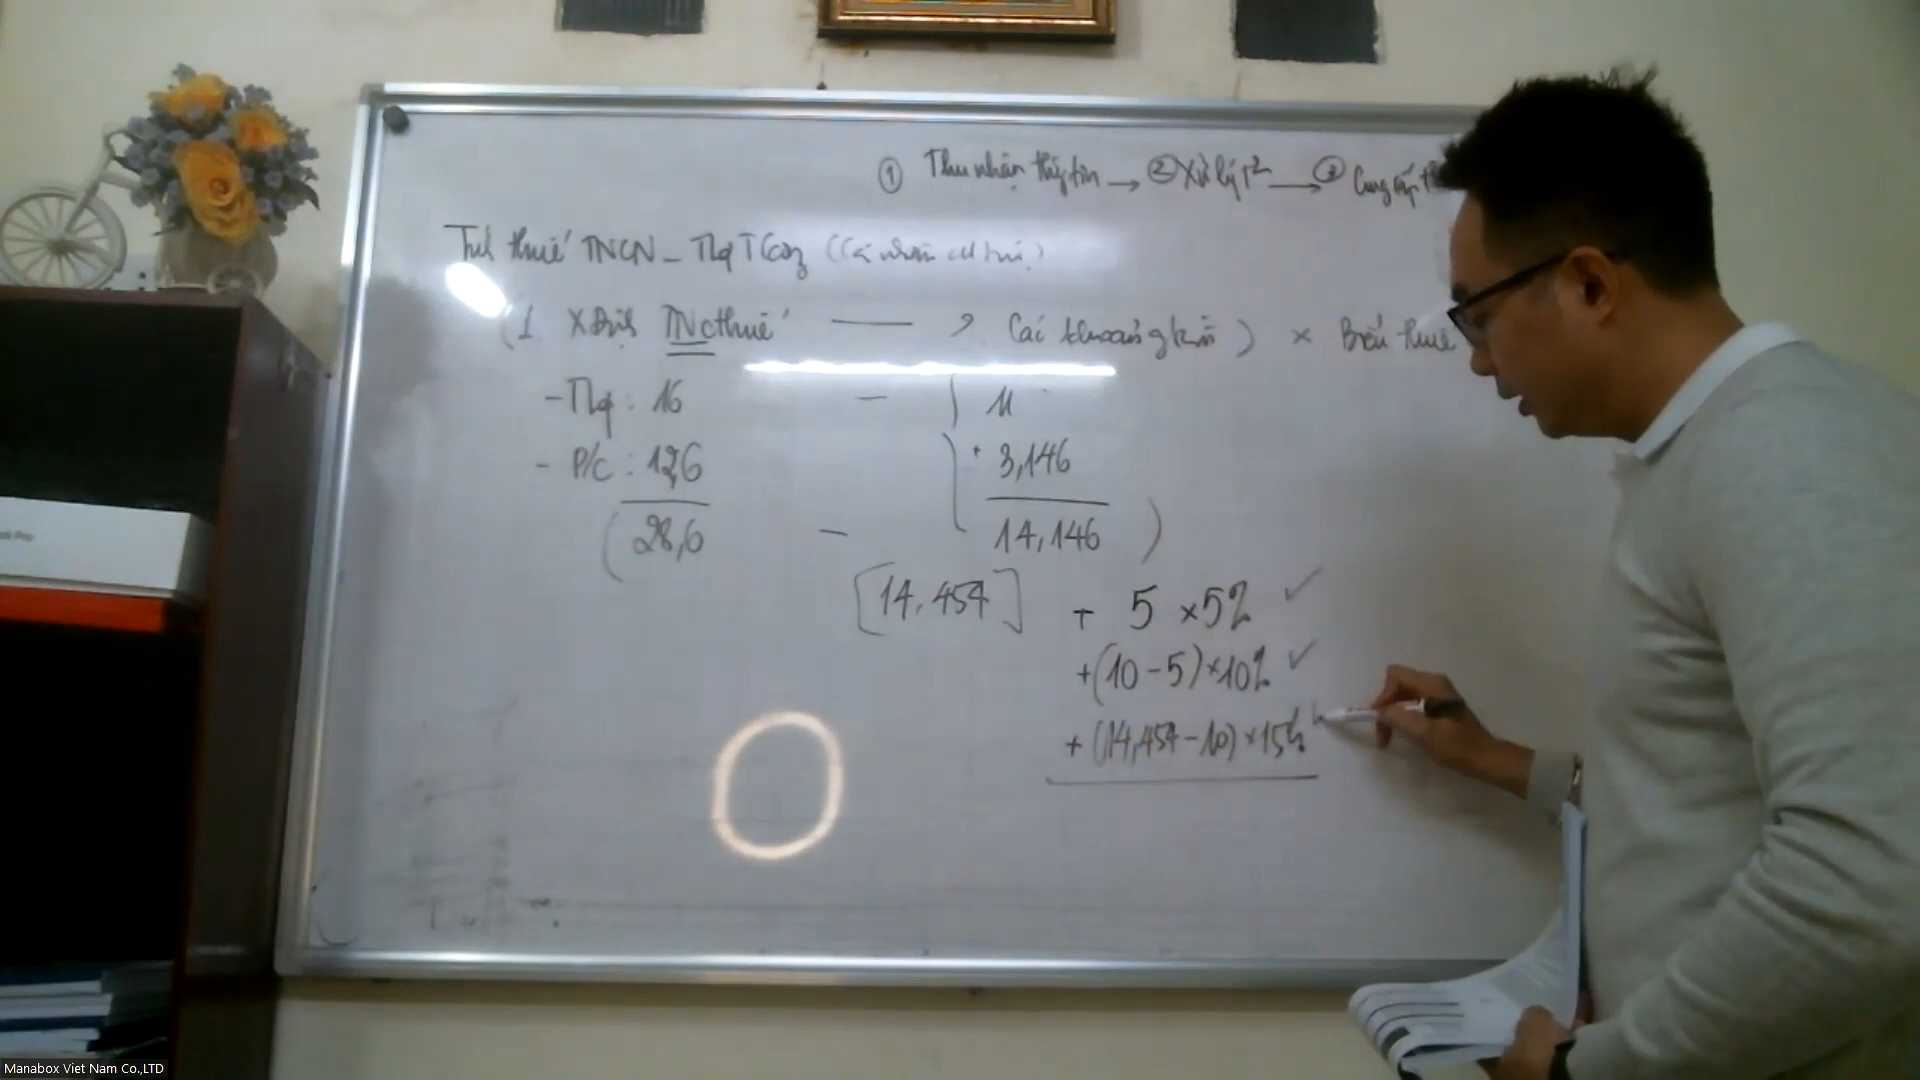 ① Thu nhận thông tin → ② Xử lý t² → ③ Cung cấp
Tính thuế TNCN - Tlg Tcông (Cá nhân cư trú)
(1. XĐịnh TNcthuế — , Các khoản giảm) × Biểu thuế
- Tlg : 16 - 11
- P/C : 12,6 + 3,146
(28,6 - 14,146)
[14,454] + 5 × 5% ✓
+ (10 - 5) × 10% ✓
+ (14,454 - 10) × 15%
Manabox Viet Nam Co.,LTD